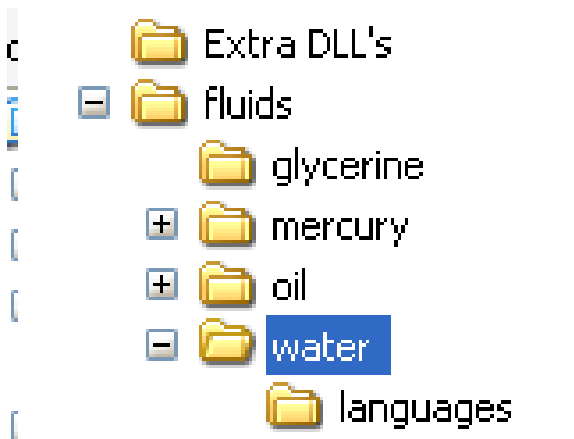 Extra DLL's
fluids
glycerine
mercury
oil
water
languages